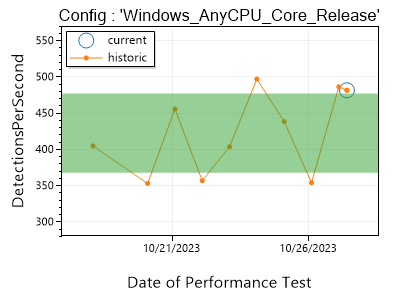 Config : 'Windows_AnyCPU_Core_Release'
current
historic
550
500
450
400
350
300
DetectionsPerSecond
10/21/2023
10/26/2023
Date of Performance Test